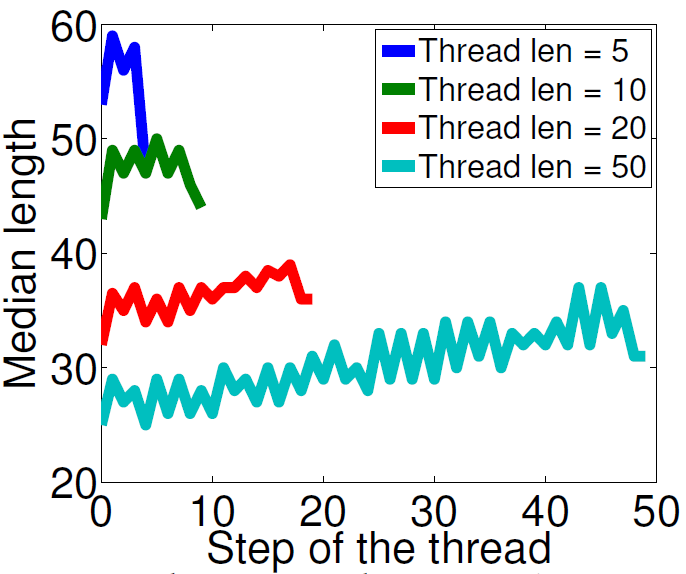 60
50
40
30
20
Median length
Thread len = 5
Thread len = 10
Thread len = 20
Thread len = 50
0 10 20 30 40 50
Step of the thread